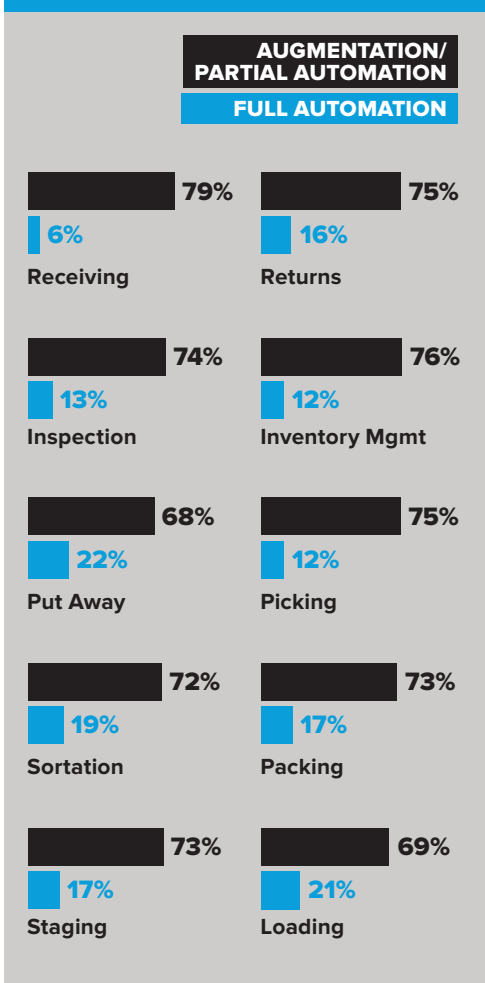 AUGMENTATION/
PARTIAL AUTOMATION
FULL AUTOMATION
79%
6%
Receiving
75%
16%
Returns
74%
13%
Inspection
76%
12%
Inventory Mgmt
68%
22%
Put Away
75%
12%
Picking
72%
19%
Sortation
73%
17%
Packing
73%
17%
Staging
69%
21%
Loading